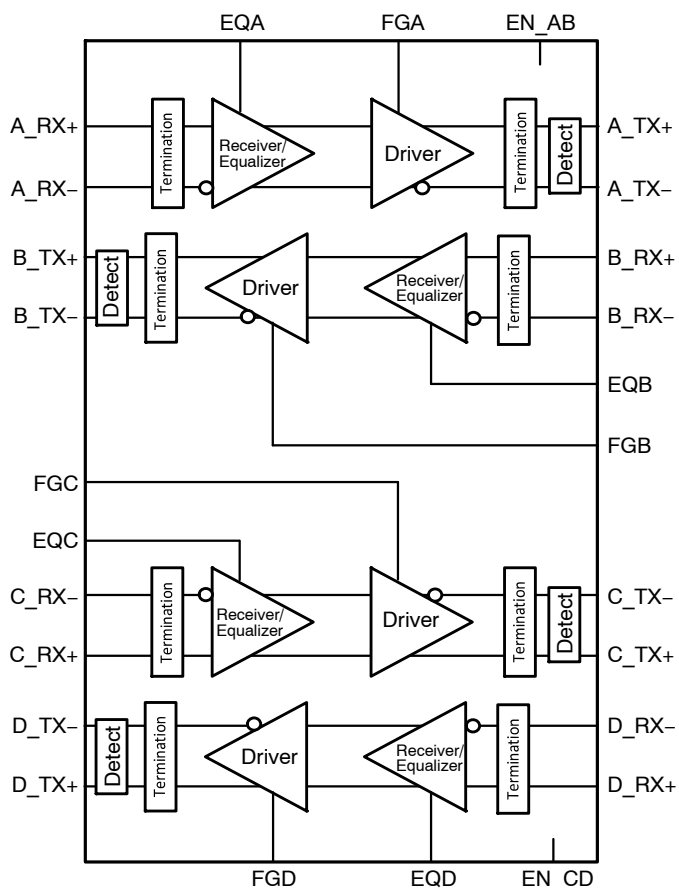 EQA FGA EN_AB
A_RX+ Termination Receiver/ Equalizer Driver Termination Detect A_TX+
A_RX− A_TX−
B_TX+ Detect Termination Driver Receiver/ Equalizer Termination B_RX+
B_TX− B_RX−
EQB
FGB
FGC
EQC
C_RX− Termination Receiver/ Equalizer Driver Termination Detect C_TX−
C_RX+ C_TX+
D_TX− Detect Termination Driver Receiver/ Equalizer Termination D_RX−
D_TX+ D_RX+
FGD EQD EN_CD